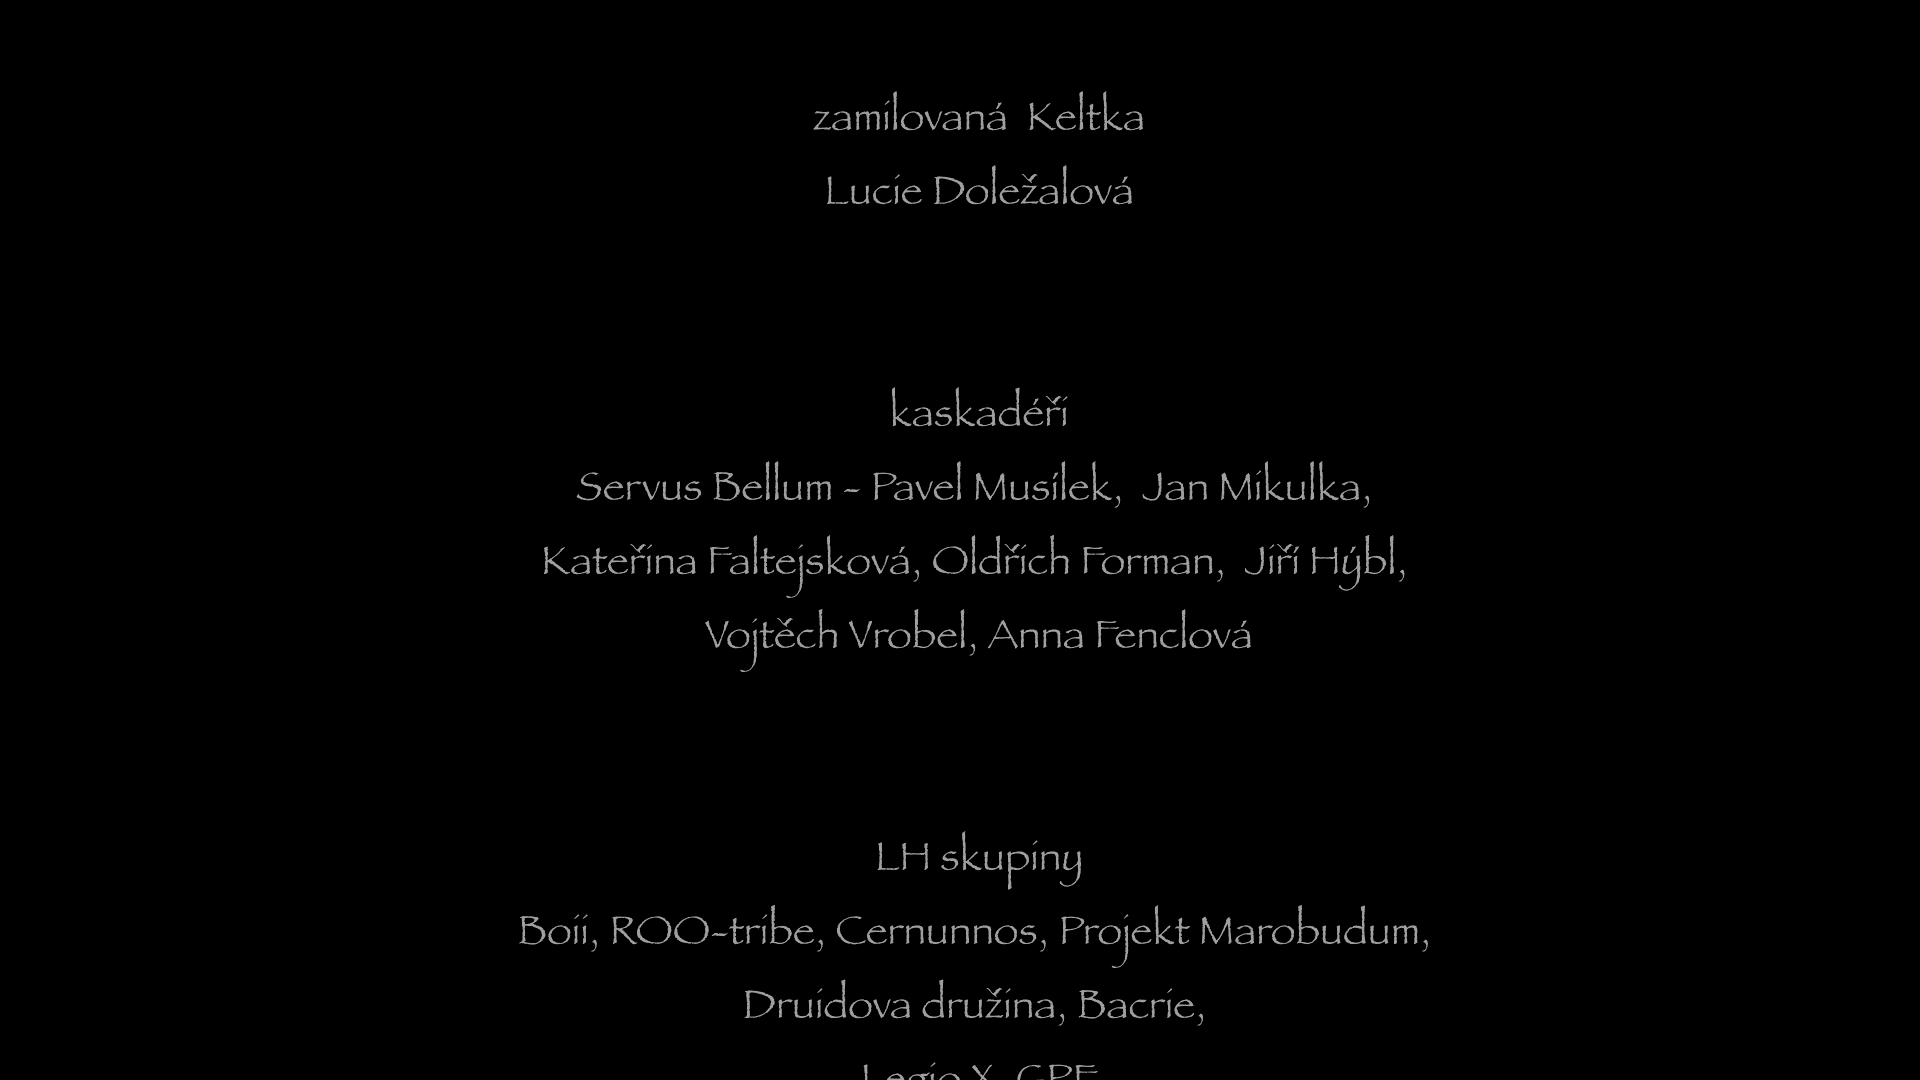 zamilovaná Keltka
Lucie Doležalová
kaskadéři
Servus Bellum - Pavel Musílek, Jan Mikulka,
Kateřina Faltejsková, Oldřich Forman, Jiří Hýbl,
Vojtěch Vrobel, Anna Fenclová
LH skupiny
Boii, ROO-tribe, Cernunnos, Projekt Marobudum,
Druidova družina, Bacrie,
Legio X